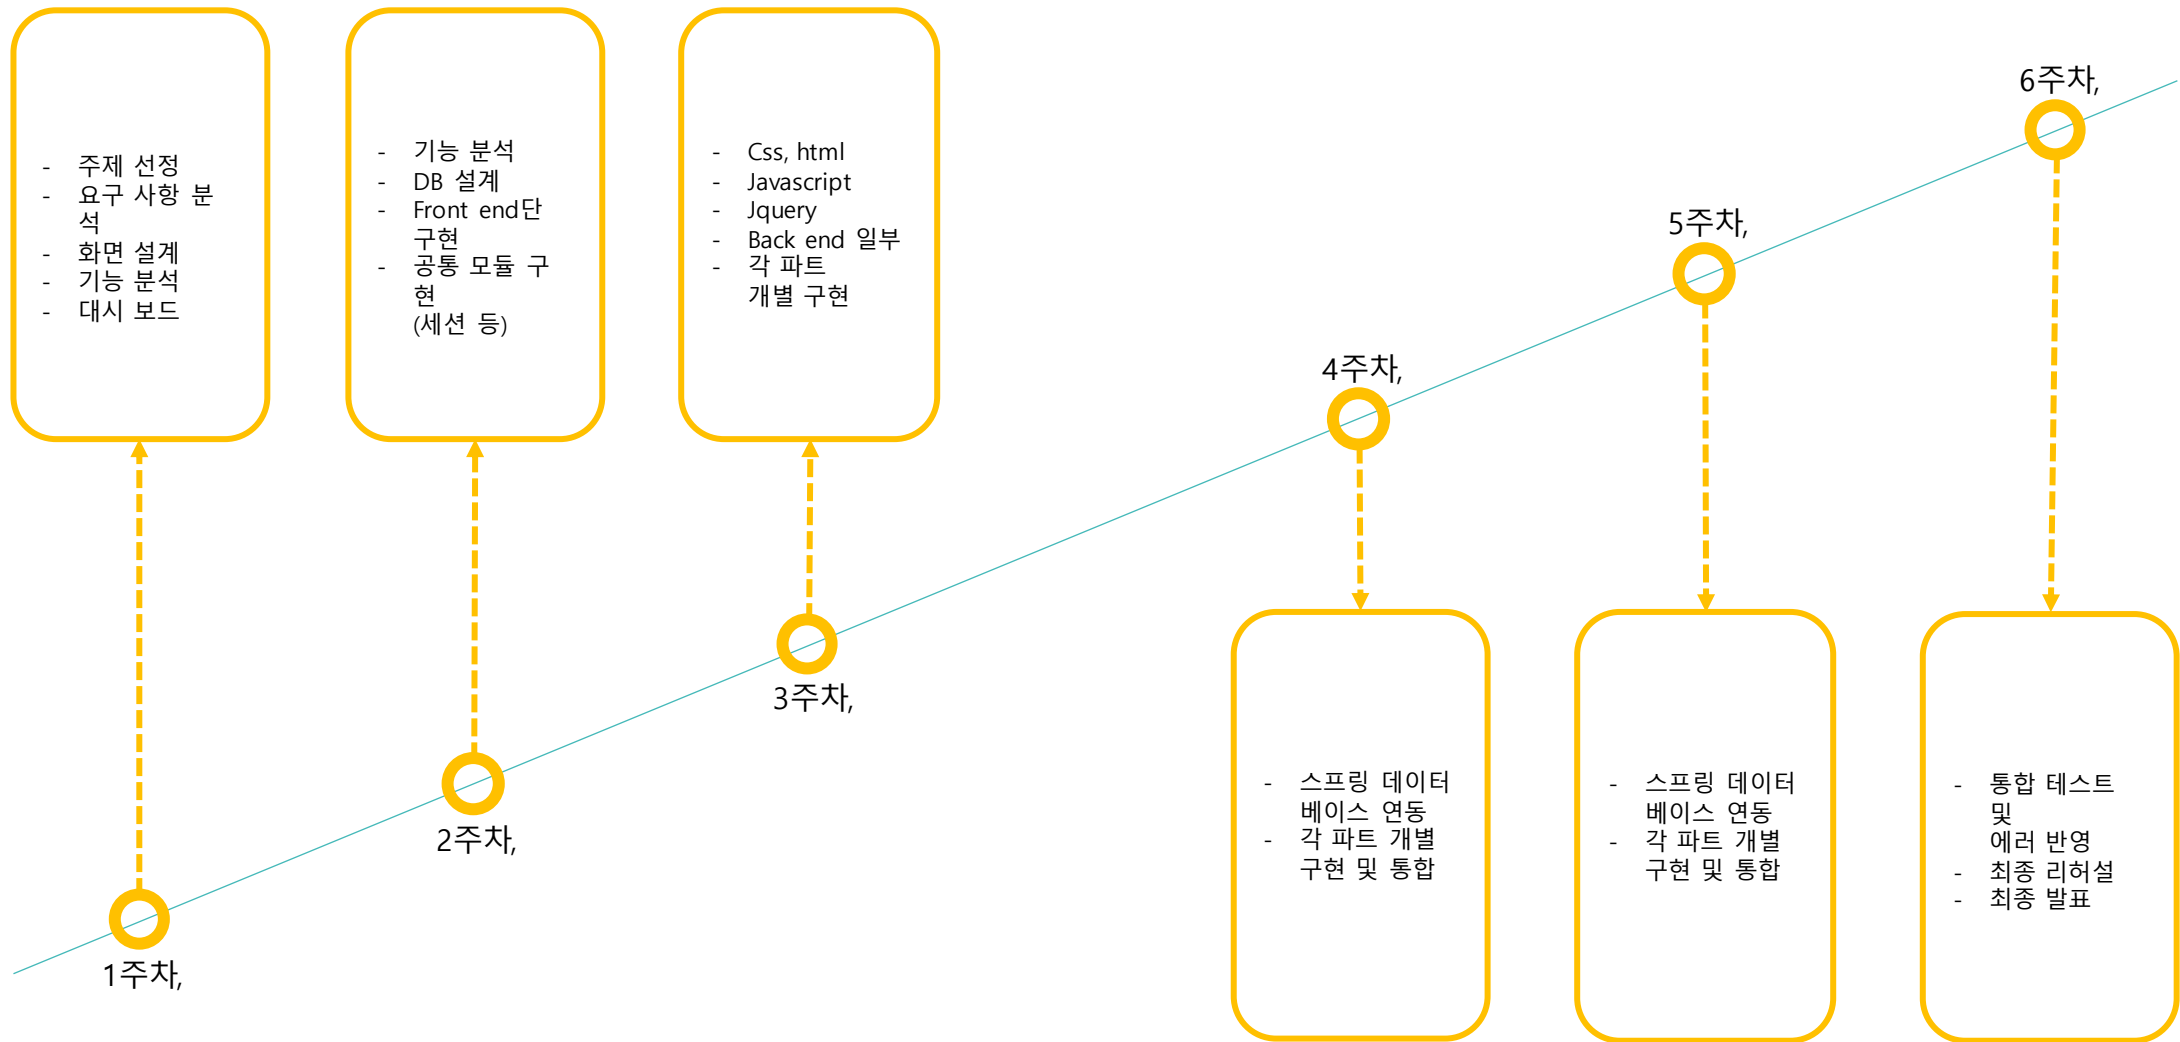 - 주제 선정
- 요구 사항 분
석
- 화면 설계
- 기능 분석
- 대시 보드
1주차,
- 기능 분석
- DB 설계
- Front end단
구현
- 공통 모듈 구
현
(세션 등)
2주차,
- Css, html
- Javascript
- Jquery
- Back end 일부
- 각 파트
개별 구현
3주차,
4주차,
- 스프링 데이터
베이스 연동
- 각 파트 개별
구현 및 통합
5주차,
- 스프링 데이터
베이스 연동
- 각 파트 개별
구현 및 통합
6주차,
- 통합 테스트
및
에러 반영
- 최종 리허설
- 최종 발표